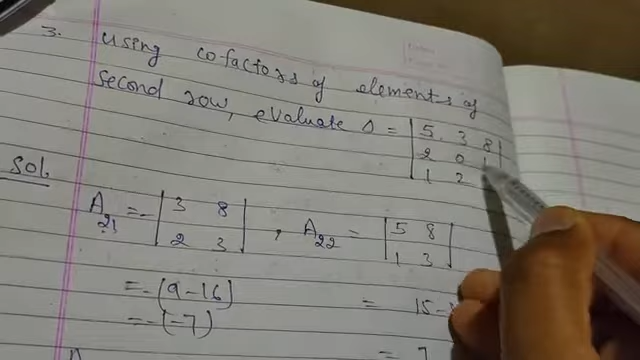 3. Using co-factors of elements of
second row, evaluate Δ = | 5 3 8 |
2 0 1
1 2
Sol.
A21 = - | 3 8 | , A22 = | 5 8 |
2 3 1 3
= -(9-16) = 15-
= -(-7) = 7